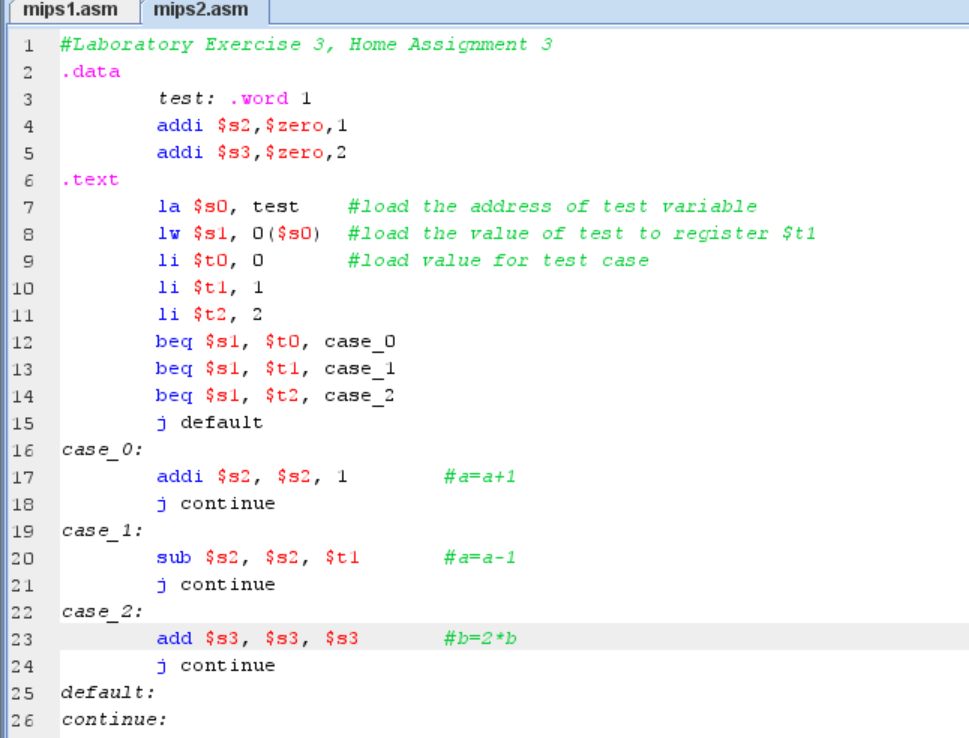 mips1.asm mips2.asm
1 #Laboratory Exercise 3, Home Assignment 3
2 .data
3 test: .word 1
4 addi $s2,$zero,1
5 addi $s3,$zero,2
6 .text
7 la $s0, test #load the address of test variable
8 lw $s1, 0($s0) #load the value of test to register $t1
9 li $t0, 0 #load value for test case
10 li $t1, 1
11 li $t2, 2
12 beq $s1, $t0, case_0
13 beq $s1, $t1, case_1
14 beq $s1, $t2, case_2
15 j default
16 case_0:
17 addi $s2, $s2, 1 #a=a+1
18 j continue
19 case_1:
20 sub $s2, $s2, $t1 #a=a-1
21 j continue
22 case_2:
23 add $s3, $s3, $s3 #b=2*b
24 j continue
25 default:
26 continue: